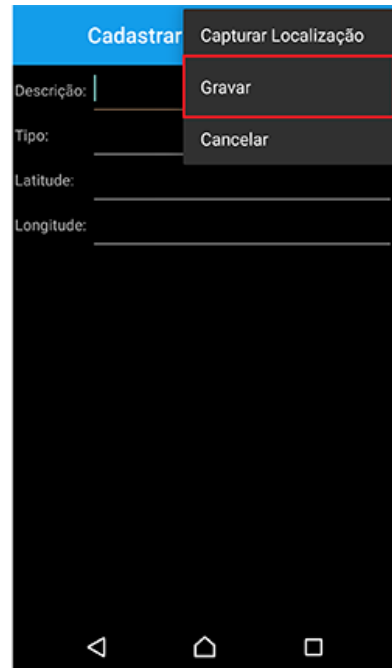 Cadastrar
Capturar Localização
Gravar
Cancelar
Descrição:
Tipo:
Latitude:
Longitude: